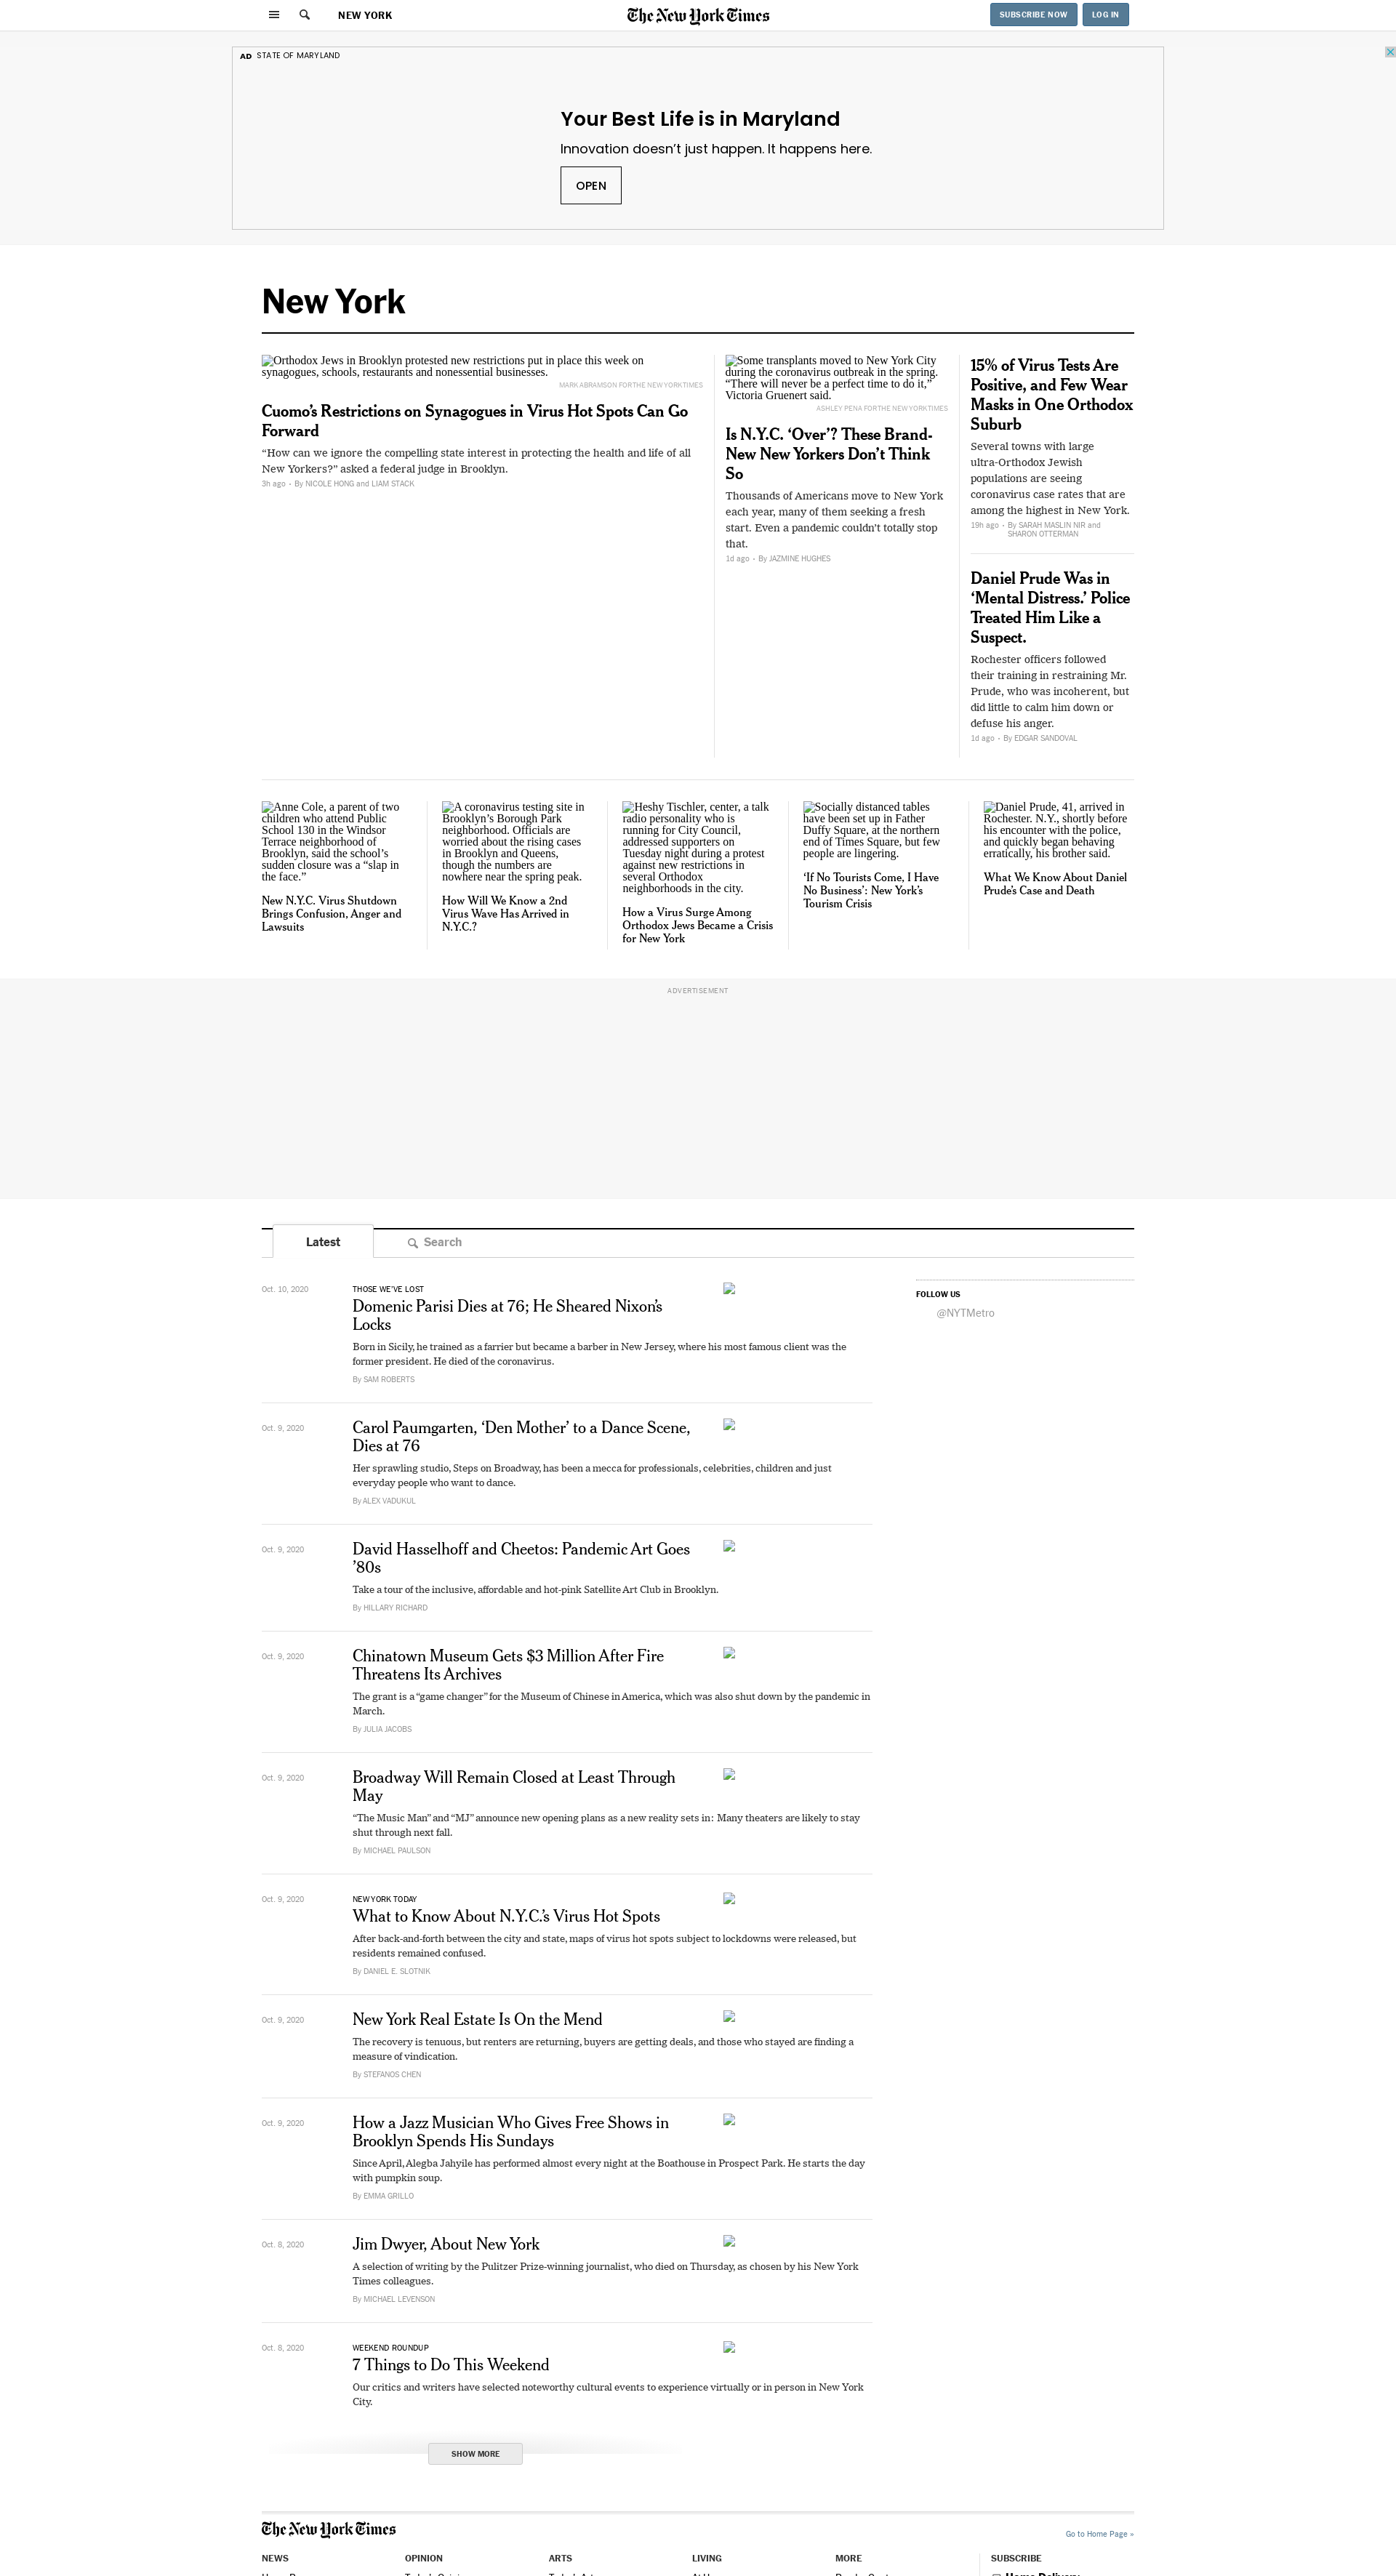 NEW YORK
The New York Times
SUBSCRIBE NOW
LOG IN
AD STATE OF MARYLAND
Your Best Life is in Maryland
Innovation doesn’t just happen. It happens here.
OPEN
New York
Orthodox Jews in Brooklyn protested new restrictions put in place this week on
synagogues, schools, restaurants and nonessential businesses.
MARK ABRAMSON FOR THE NEW YORK TIMES
Cuomo’s Restrictions on Synagogues in Virus Hot Spots Can Go
Forward
“How can we ignore the compelling state interest in protecting the health and life of all
New Yorkers?” asked a federal judge in Brooklyn.
3h ago • By NICOLE HONG and LIAM STACK
Some transplants moved to New York City
during the coronavirus outbreak in the spring.
“There will never be a perfect time to do it,”
Victoria Gruenert said.
ASHLEY PENA FOR THE NEW YORK TIMES
Is N.Y.C. ‘Over’? These Brand-
New New Yorkers Don’t Think
So
Thousands of Americans move to New York
each year, many of them seeking a fresh
start. Even a pandemic couldn’t totally stop
that.
1d ago • By JAZMINE HUGHES
15% of Virus Tests Are
Positive, and Few Wear
Masks in One Orthodox
Suburb
Several towns with large
ultra-Orthodox Jewish
populations are seeing
coronavirus case rates that are
among the highest in New York.
19h ago • By SARAH MASLIN NIR and
SHARON OTTERMAN
Daniel Prude Was in
‘Mental Distress.’ Police
Treated Him Like a
Suspect.
Rochester officers followed
their training in restraining Mr.
Prude, who was incoherent, but
did little to calm him down or
defuse his anger.
1d ago • By EDGAR SANDOVAL
Anne Cole, a parent of two
children who attend Public
School 130 in the Windsor
Terrace neighborhood of
Brooklyn, said the school’s
sudden closure was a “slap in
the face.”
New N.Y.C. Virus Shutdown
Brings Confusion, Anger and
Lawsuits
A coronavirus testing site in
Brooklyn’s Borough Park
neighborhood. Officials are
worried about the rising cases
in Brooklyn and Queens,
though the numbers are
nowhere near the spring peak.
How Will We Know a 2nd
Virus Wave Has Arrived in
N.Y.C.?
Heshy Tischler, center, a talk
radio personality who is
running for City Council,
addressed supporters on
Tuesday night during a protest
against new restrictions in
several Orthodox
neighborhoods in the city.
How a Virus Surge Among
Orthodox Jews Became a Crisis
for New York
Socially distanced tables
have been set up in Father
Duffy Square, at the northern
end of Times Square, but few
people are lingering.
‘If No Tourists Come, I Have
No Business’: New York’s
Tourism Crisis
Daniel Prude, 41, arrived in
Rochester. N.Y., shortly before
his encounter with the police,
and quickly began behaving
erratically, his brother said.
What We Know About Daniel
Prude’s Case and Death
ADVERTISEMENT
Latest
Search
Oct. 10, 2020
THOSE WE’VE LOST
Domenic Parisi Dies at 76; He Sheared Nixon’s
Locks
Born in Sicily, he trained as a farrier but became a barber in New Jersey, where his most famous client was the
former president. He died of the coronavirus.
By SAM ROBERTS
FOLLOW US
@NYTMetro
Oct. 9, 2020
Carol Paumgarten, ‘Den Mother’ to a Dance Scene,
Dies at 76
Her sprawling studio, Steps on Broadway, has been a mecca for professionals, celebrities, children and just
everyday people who want to dance.
By ALEX VADUKUL
Oct. 9, 2020
David Hasselhoff and Cheetos: Pandemic Art Goes
’80s
Take a tour of the inclusive, affordable and hot-pink Satellite Art Club in Brooklyn.
By HILLARY RICHARD
Oct. 9, 2020
Chinatown Museum Gets $3 Million After Fire
Threatens Its Archives
The grant is a “game changer” for the Museum of Chinese in America, which was also shut down by the pandemic in
March.
By JULIA JACOBS
Oct. 9, 2020
Broadway Will Remain Closed at Least Through
May
“The Music Man” and “MJ” announce new opening plans as a new reality sets in: Many theaters are likely to stay
shut through next fall.
By MICHAEL PAULSON
Oct. 9, 2020
NEW YORK TODAY
What to Know About N.Y.C.’s Virus Hot Spots
After back-and-forth between the city and state, maps of virus hot spots subject to lockdowns were released, but
residents remained confused.
By DANIEL E. SLOTNIK
Oct. 9, 2020
New York Real Estate Is On the Mend
The recovery is tenuous, but renters are returning, buyers are getting deals, and those who stayed are finding a
measure of vindication.
By STEFANOS CHEN
Oct. 9, 2020
How a Jazz Musician Who Gives Free Shows in
Brooklyn Spends His Sundays
Since April, Alegba Jahyile has performed almost every night at the Boathouse in Prospect Park. He starts the day
with pumpkin soup.
By EMMA GRILLO
Oct. 8, 2020
Jim Dwyer, About New York
A selection of writing by the Pulitzer Prize-winning journalist, who died on Thursday, as chosen by his New York
Times colleagues.
By MICHAEL LEVENSON
Oct. 8, 2020
WEEKEND ROUNDUP
7 Things to Do This Weekend
Our critics and writers have selected noteworthy cultural events to experience virtually or in person in New York
City.
SHOW MORE
The New York Times
Go to Home Page »
NEWS
OPINION
ARTS
LIVING
MORE
SUBSCRIBE